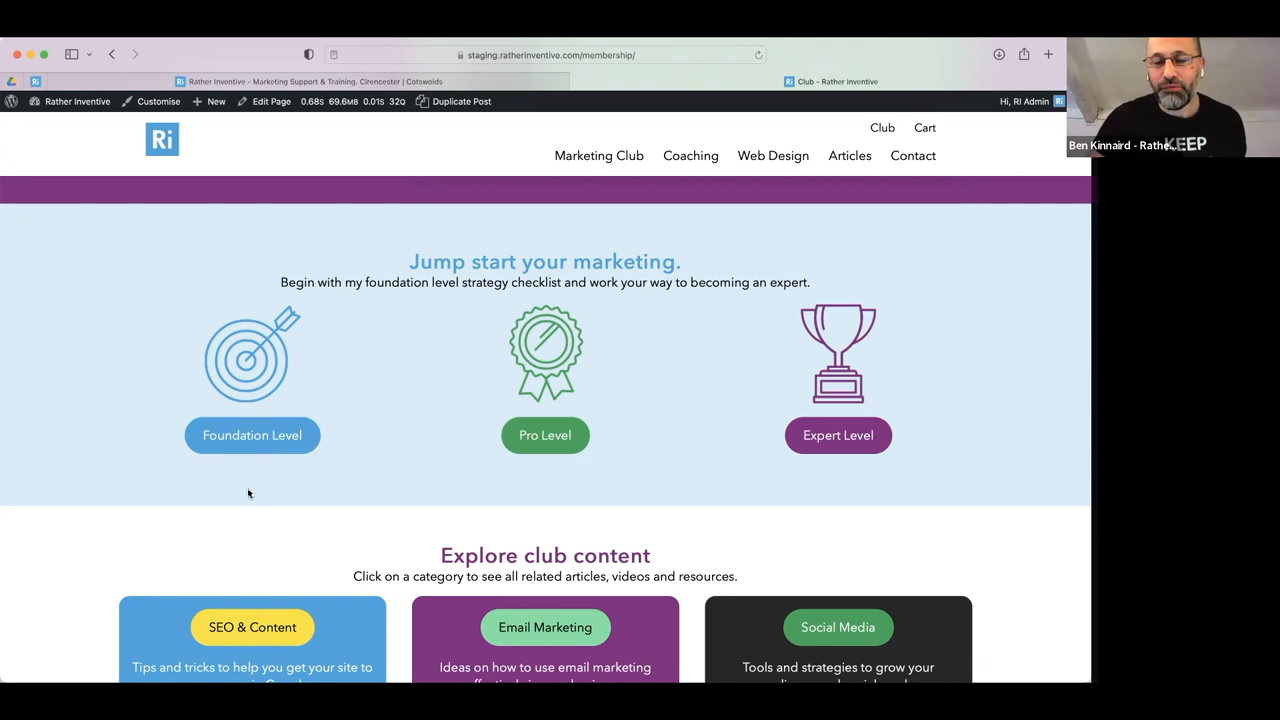 staging.ratherinventive.com/membership/
Ri
Ri Rather Inventive - Marketing Support & Training. Cirencester | Cotswolds
Ri Club - Rather Inventive
Rather Inventive Customise New Edit Page 0.68s 69.6MB 0.01s 32Q Duplicate Post Hi, RI Admin Ri
Ri
Club Cart
Marketing Club Coaching Web Design Articles Contact
KEEP
Ben Kinnaird - Rathe...
Jump start your marketing.
Begin with my foundation level strategy checklist and work your way to becoming an expert.
Foundation Level Pro Level Expert Level
Explore club content
Click on a category to see all related articles, videos and resources.
SEO & Content Email Marketing Social Media
Tips and tricks to help you get your site to
Ideas on how to use email marketing
Tools and strategies to grow your